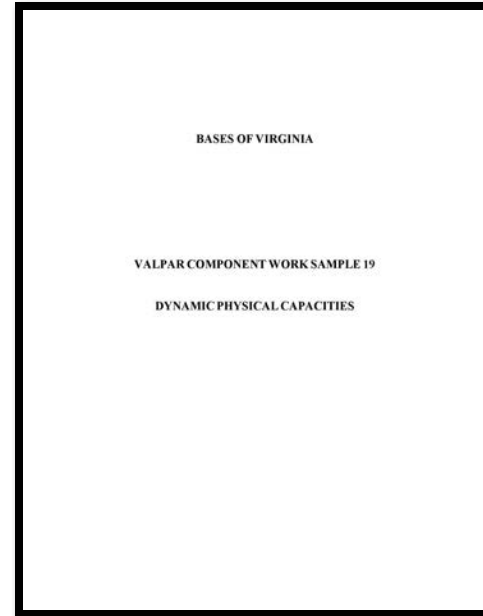 BASES OF VIRGINIA
VALPAR COMPONENT WORK SAMPLE 19
DYNAMIC PHYSICAL CAPACITIES